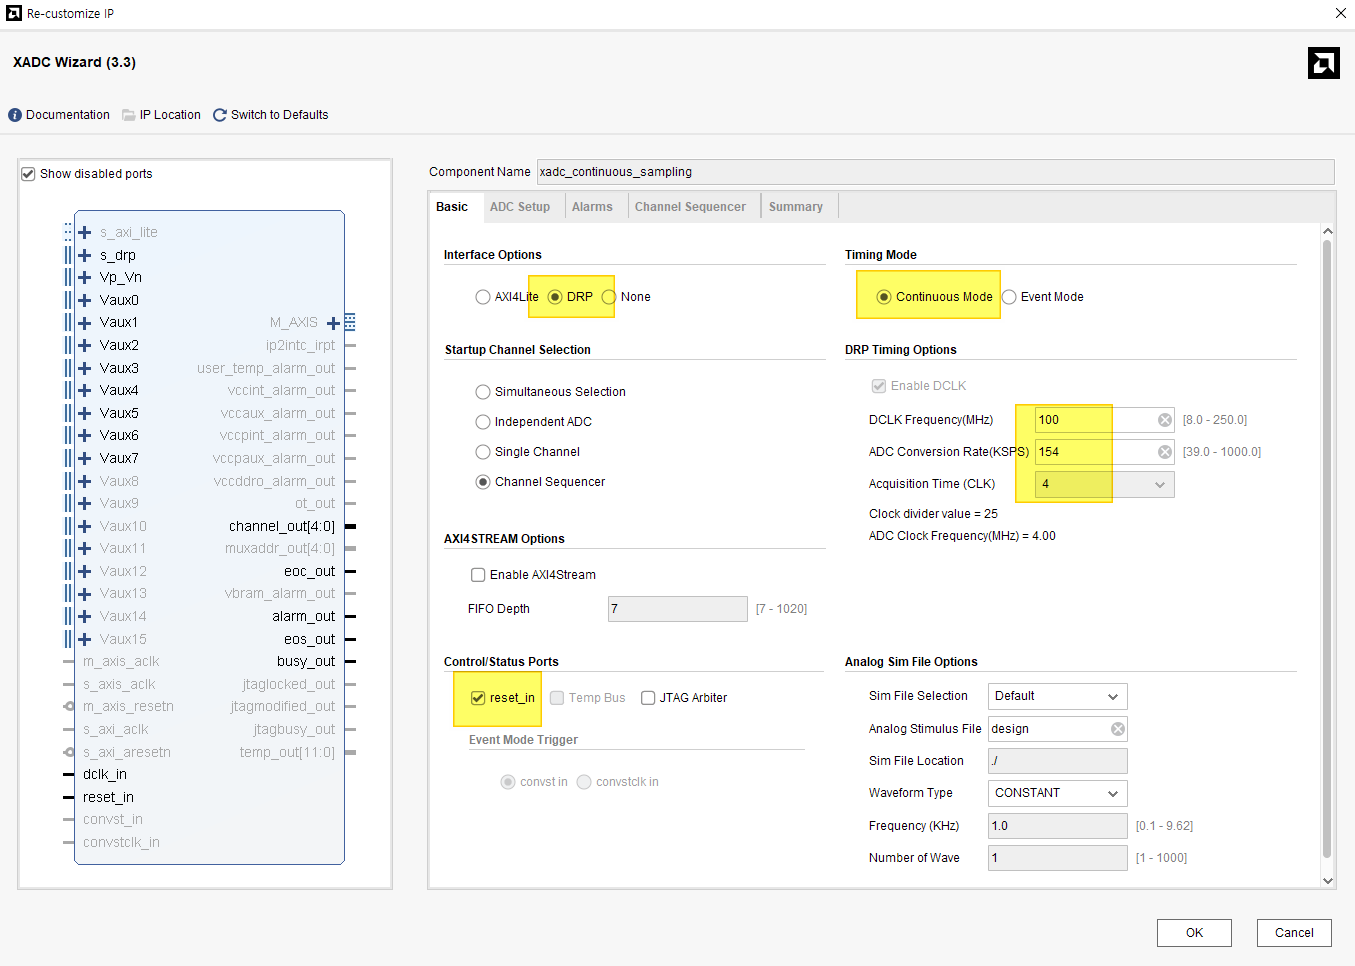 Re-customize IP
XADC Wizard (3.3)
Documentation IP Location Switch to Defaults
Show disabled ports
s_axi_lite
s_drp
Vp_Vn
Vaux0
Vaux1
Vaux2
Vaux3
Vaux4
Vaux5
Vaux6
Vaux7
Vaux8
Vaux9
Vaux10
Vaux11
Vaux12
Vaux13
Vaux14
Vaux15
m_axis_aclk
s_axis_aclk
m_axis_resetn
s_axi_aclk
s_axi_aresetn
dclk_in
reset_in
convst_in
convstclk_in
M_AXIS
ip2intc_irpt
user_temp_alarm_out
vccint_alarm_out
vccaux_alarm_out
vccpint_alarm_out
vccpaux_alarm_out
vccddro_alarm_out
ot_out
channel_out[4:0]
muxaddr_out[4:0]
eoc_out
vbram_alarm_out
alarm_out
eos_out
busy_out
jtaglocked_out
jtagmodified_out
jtagbusy_out
temp_out[11:0]
Component Name xadc_continuous_sampling
Basic ADC Setup Alarms Channel Sequencer Summary
Interface Options
AXI4Lite DRP None
Startup Channel Selection
Simultaneous Selection
Independent ADC
Single Channel
Channel Sequencer
AXI4STREAM Options
Enable AXI4Stream
FIFO Depth 7 [7 - 1020]
Control/Status Ports
reset_in Temp Bus JTAG Arbiter
Event Mode Trigger
convst in convstclk in
Timing Mode
Continuous Mode Event Mode
DRP Timing Options
Enable DCLK
DCLK Frequency(MHz) 100 [8.0 - 250.0]
ADC Conversion Rate(KSPS) 154 [39.0 - 1000.0]
Acquisition Time (CLK) 4
Clock divider value = 25
ADC Clock Frequency(MHz) = 4.00
Analog Sim File Options
Sim File Selection Default
Analog Stimulus File design
Sim File Location ./
Waveform Type CONSTANT
Frequency (KHz) 1.0 [0.1 - 9.62]
Number of Wave 1 [1 - 1000]
OK Cancel